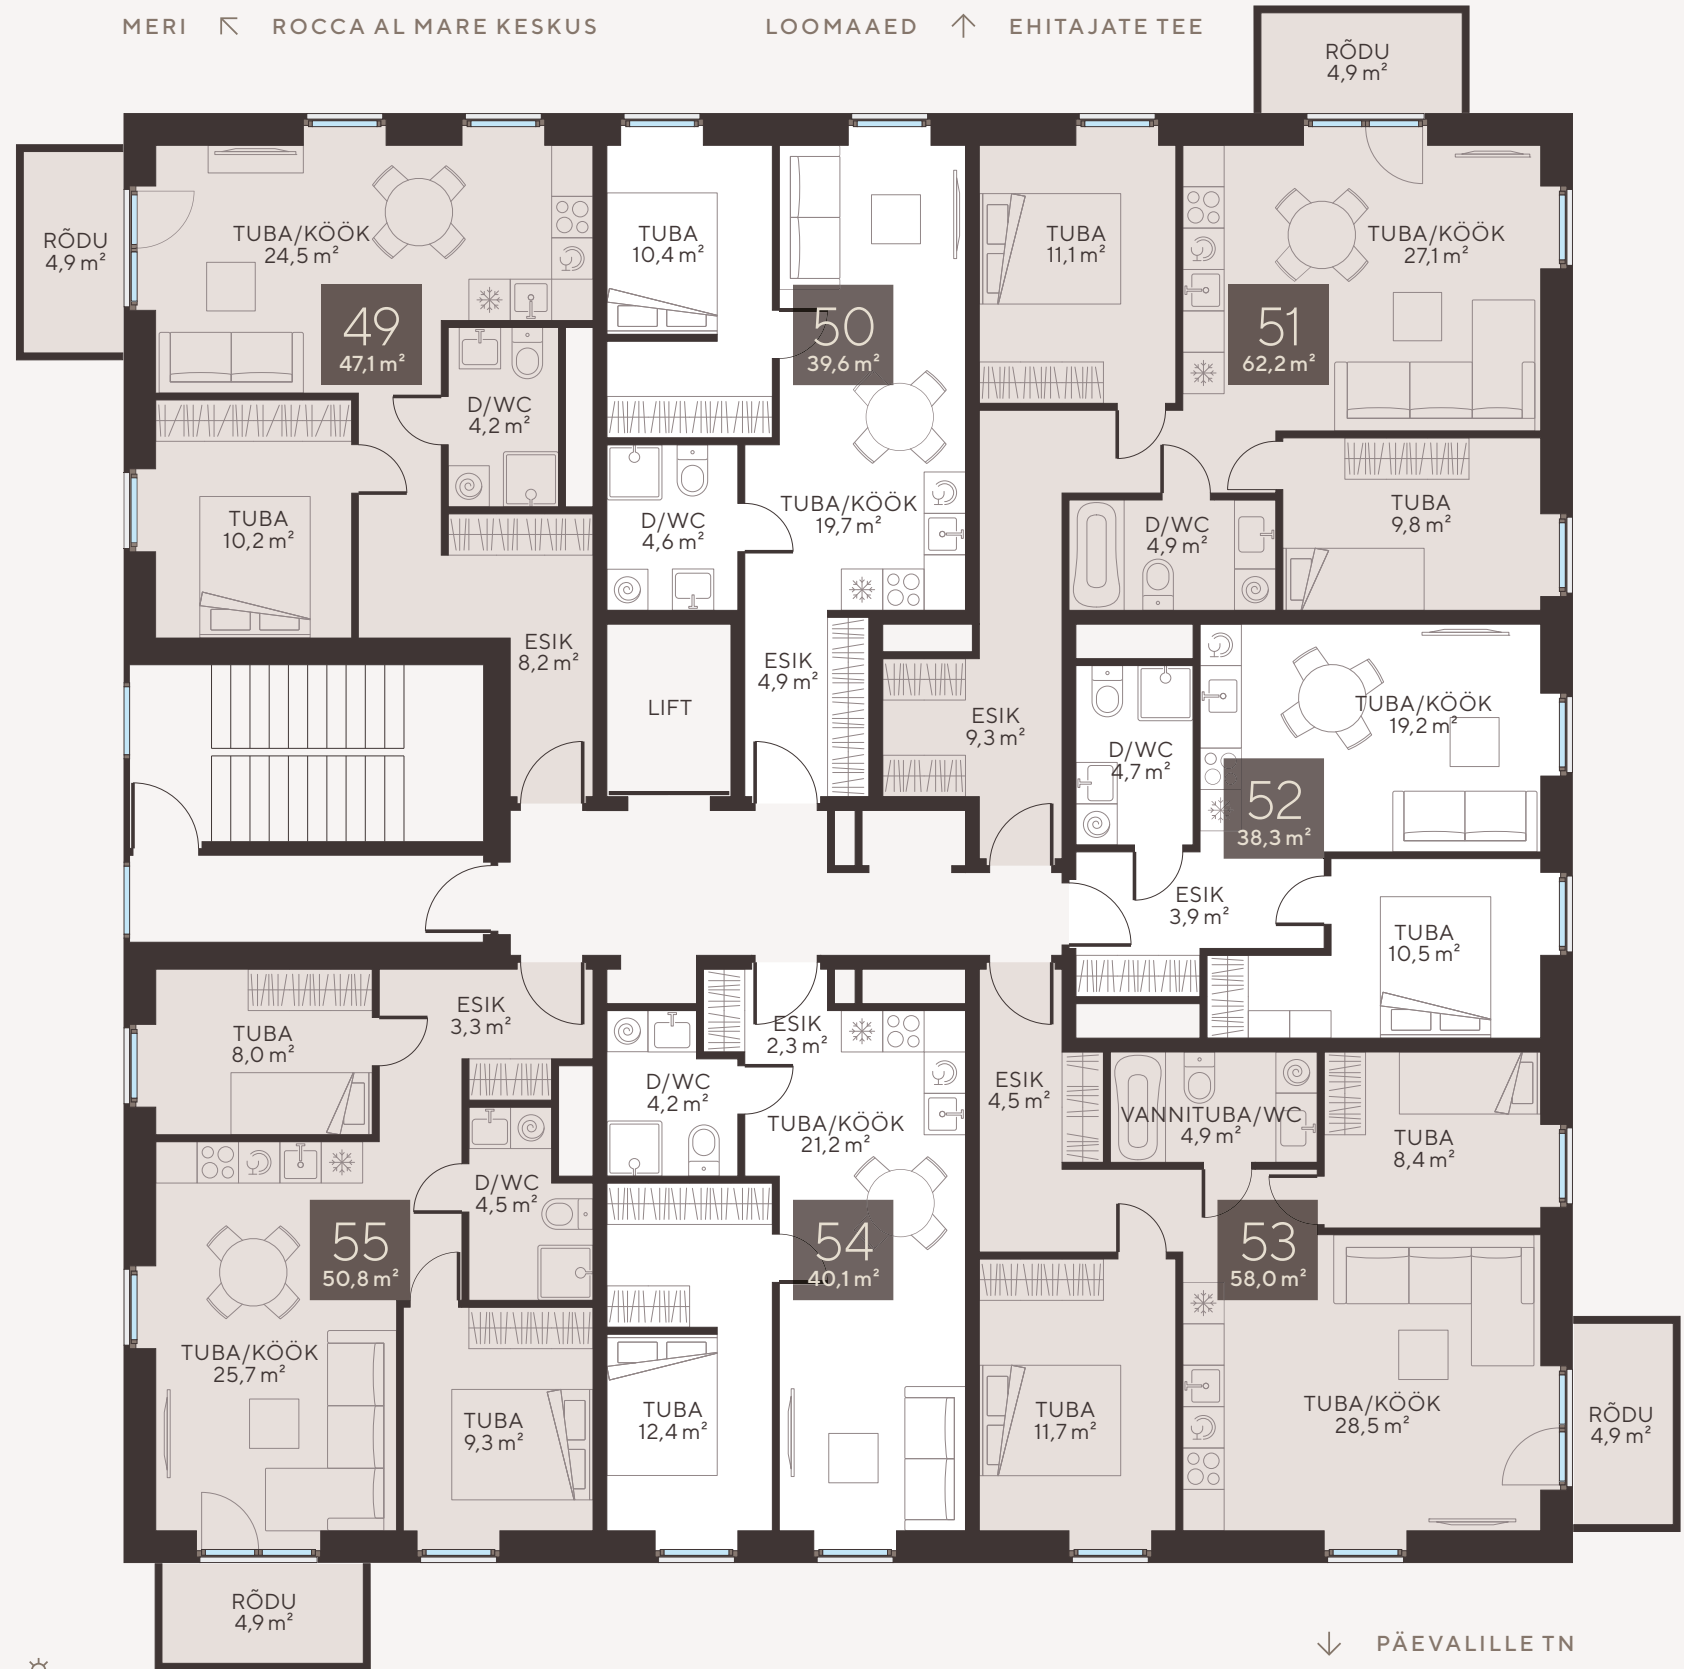 MERI ↖ ROCCA AL MARE KESKUS
LOOMAAED ↑ EHITAJATE TEE
RÕDU
4,9 m²
RÕDU
4,9 m²
TUBA/KÖÖK
24,5 m²
49
47,1 m²
D/WC
4,2 m²
TUBA
10,2 m²
ESIK
8,2 m²
TUBA
10,4 m²
50
39,6 m²
TUBA/KÖÖK
19,7 m²
D/WC
4,6 m²
ESIK
4,9 m²
LIFT
TUBA
11,1 m²
TUBA/KÖÖK
27,1 m²
51
62,2 m²
TUBA
9,8 m²
D/WC
4,9 m²
ESIK
9,3 m²
TUBA/KÖÖK
19,2 m²
D/WC
4,7 m²
52
38,3 m²
ESIK
3,9 m²
TUBA
10,5 m²
TUBA
8,0 m²
ESIK
3,3 m²
D/WC
4,5 m²
55
50,8 m²
TUBA/KÖÖK
25,7 m²
TUBA
9,3 m²
RÕDU
4,9 m²
ESIK
2,3 m²
D/WC
4,2 m²
TUBA/KÖÖK
21,2 m²
54
40,1 m²
TUBA
12,4 m²
ESIK
4,5 m²
VANNITUBA/WC
4,9 m²
TUBA
8,4 m²
53
58,0 m²
TUBA
11,7 m²
TUBA/KÖÖK
28,5 m²
RÕDU
4,9 m²
↓ PÄEVALILLE TN